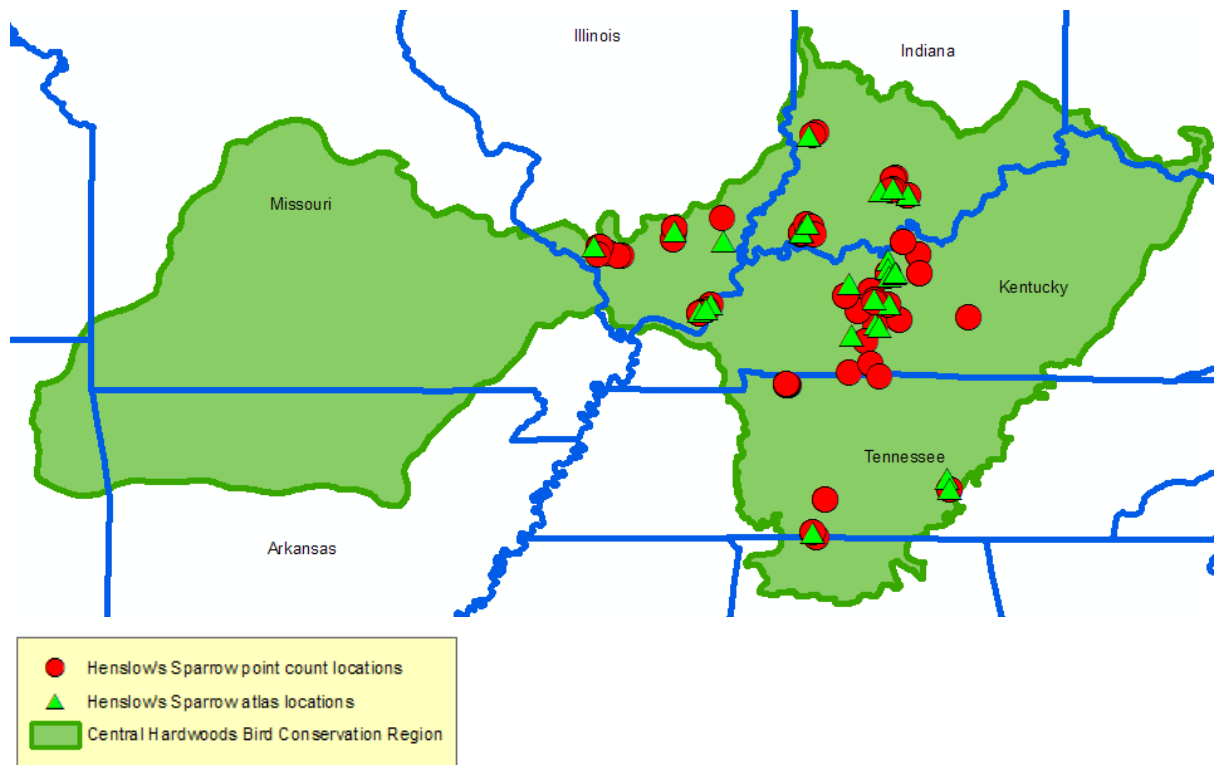 Illinois
Indiana
Missouri
Kentucky
Tennessee
Arkansas
Henslow's Sparrow point count locations
Henslow's Sparrow atlas locations
Central Hardwoods Bird Conservation Region